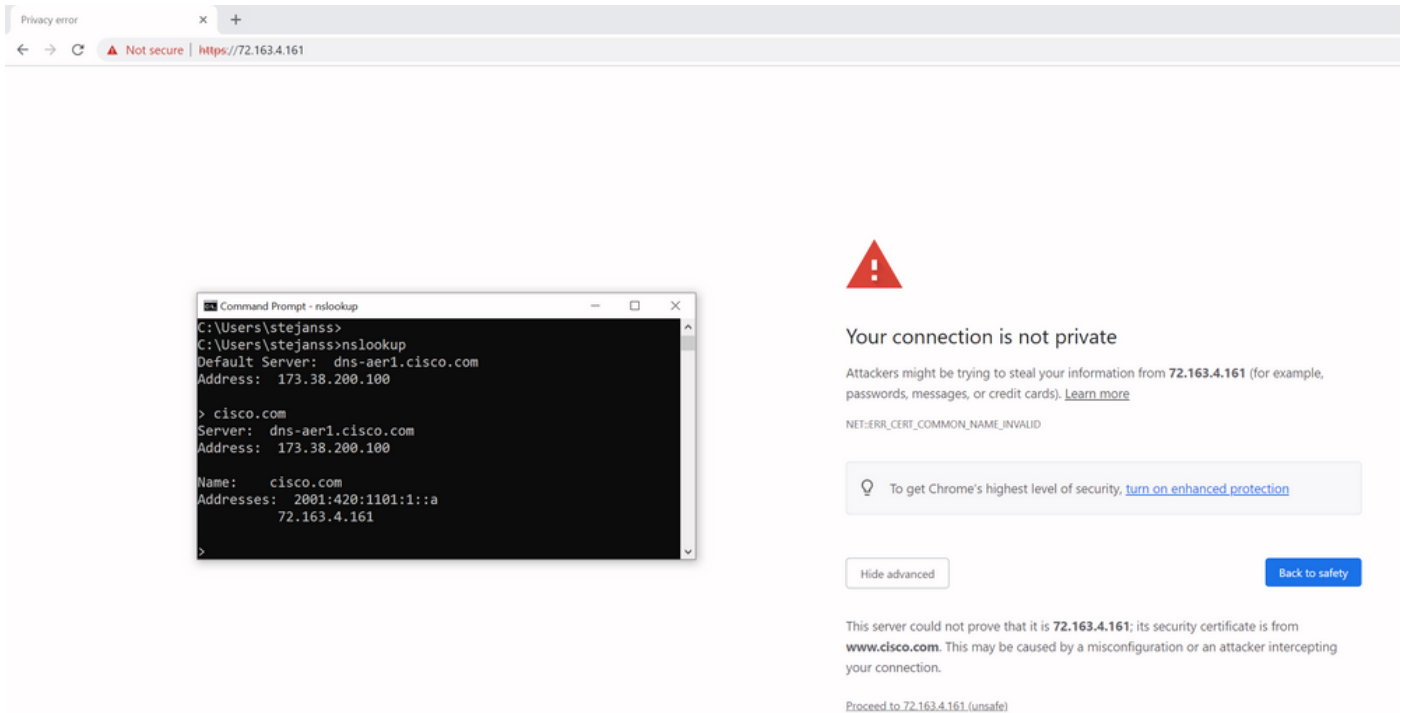 Privacy error
Not secure | https://72.163.4.161
Command Prompt - nslookup
C:\Users\stejanss>
C:\Users\stejanss>nslookup
Default Server:  dns-aer1.cisco.com
Address:  173.38.200.100
> cisco.com
Server:  dns-aer1.cisco.com
Address:  173.38.200.100
Name:    cisco.com
Addresses:  2001:420:1101:1::a
72.163.4.161
>
Your connection is not private
Attackers might be trying to steal your information from 72.163.4.161 (for example,
passwords, messages, or credit cards). Learn more
NET::ERR_CERT_COMMON_NAME_INVALID
To get Chrome's highest level of security, turn on enhanced protection
Hide advanced
Back to safety
This server could not prove that it is 72.163.4.161; its security certificate is from
www.cisco.com. This may be caused by a misconfiguration or an attacker intercepting
your connection.
Proceed to 72.163.4.161 (unsafe)